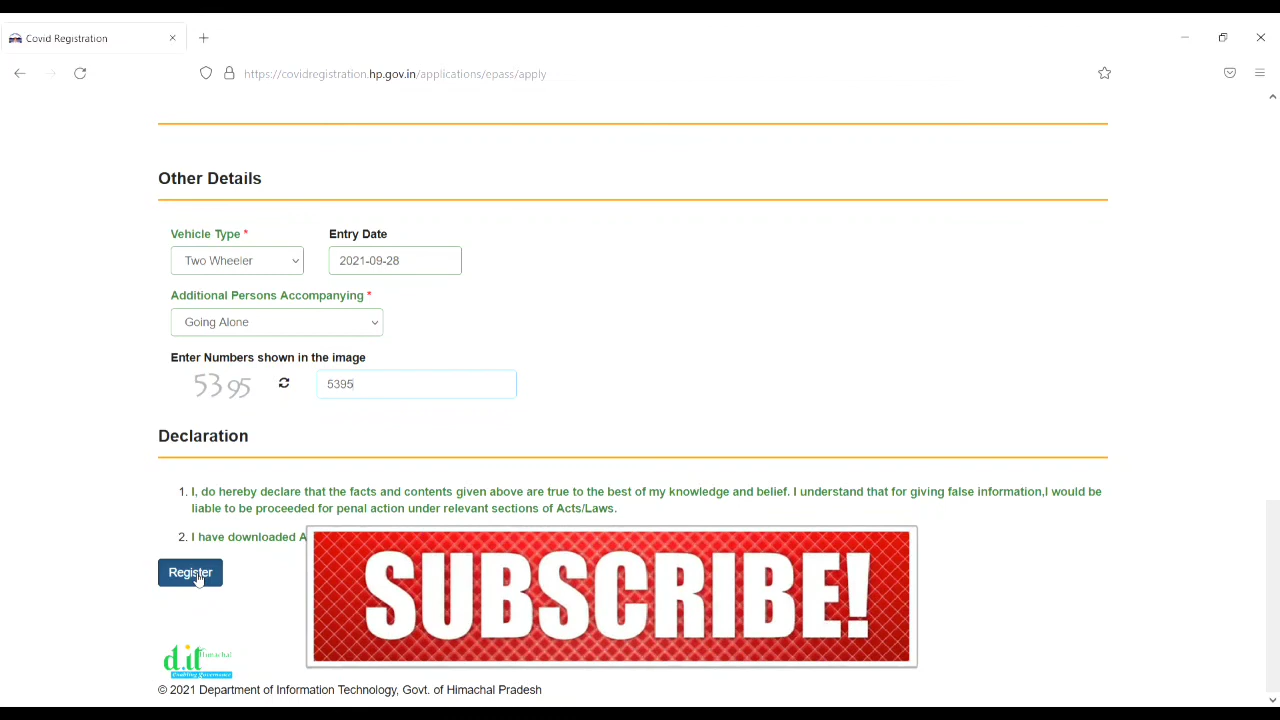 Covid Registration
https://covidregistration.hp.gov.in/applications/epass/apply
Other Details
Vehicle Type * Entry Date
Two Wheeler 2021-09-28
Additional Persons Accompanying *
Going Alone
Enter Numbers shown in the image
5395 5395
Declaration
1. I, do hereby declare that the facts and contents given above are true to the best of my knowledge and belief. I understand that for giving false information,I would be
liable to be proceeded for penal action under relevant sections of Acts/Laws.
2. I have downloaded A
Register
SUBSCRIBE!
d.it Himachal
Enabling Governance
© 2021 Department of Information Technology, Govt. of Himachal Pradesh